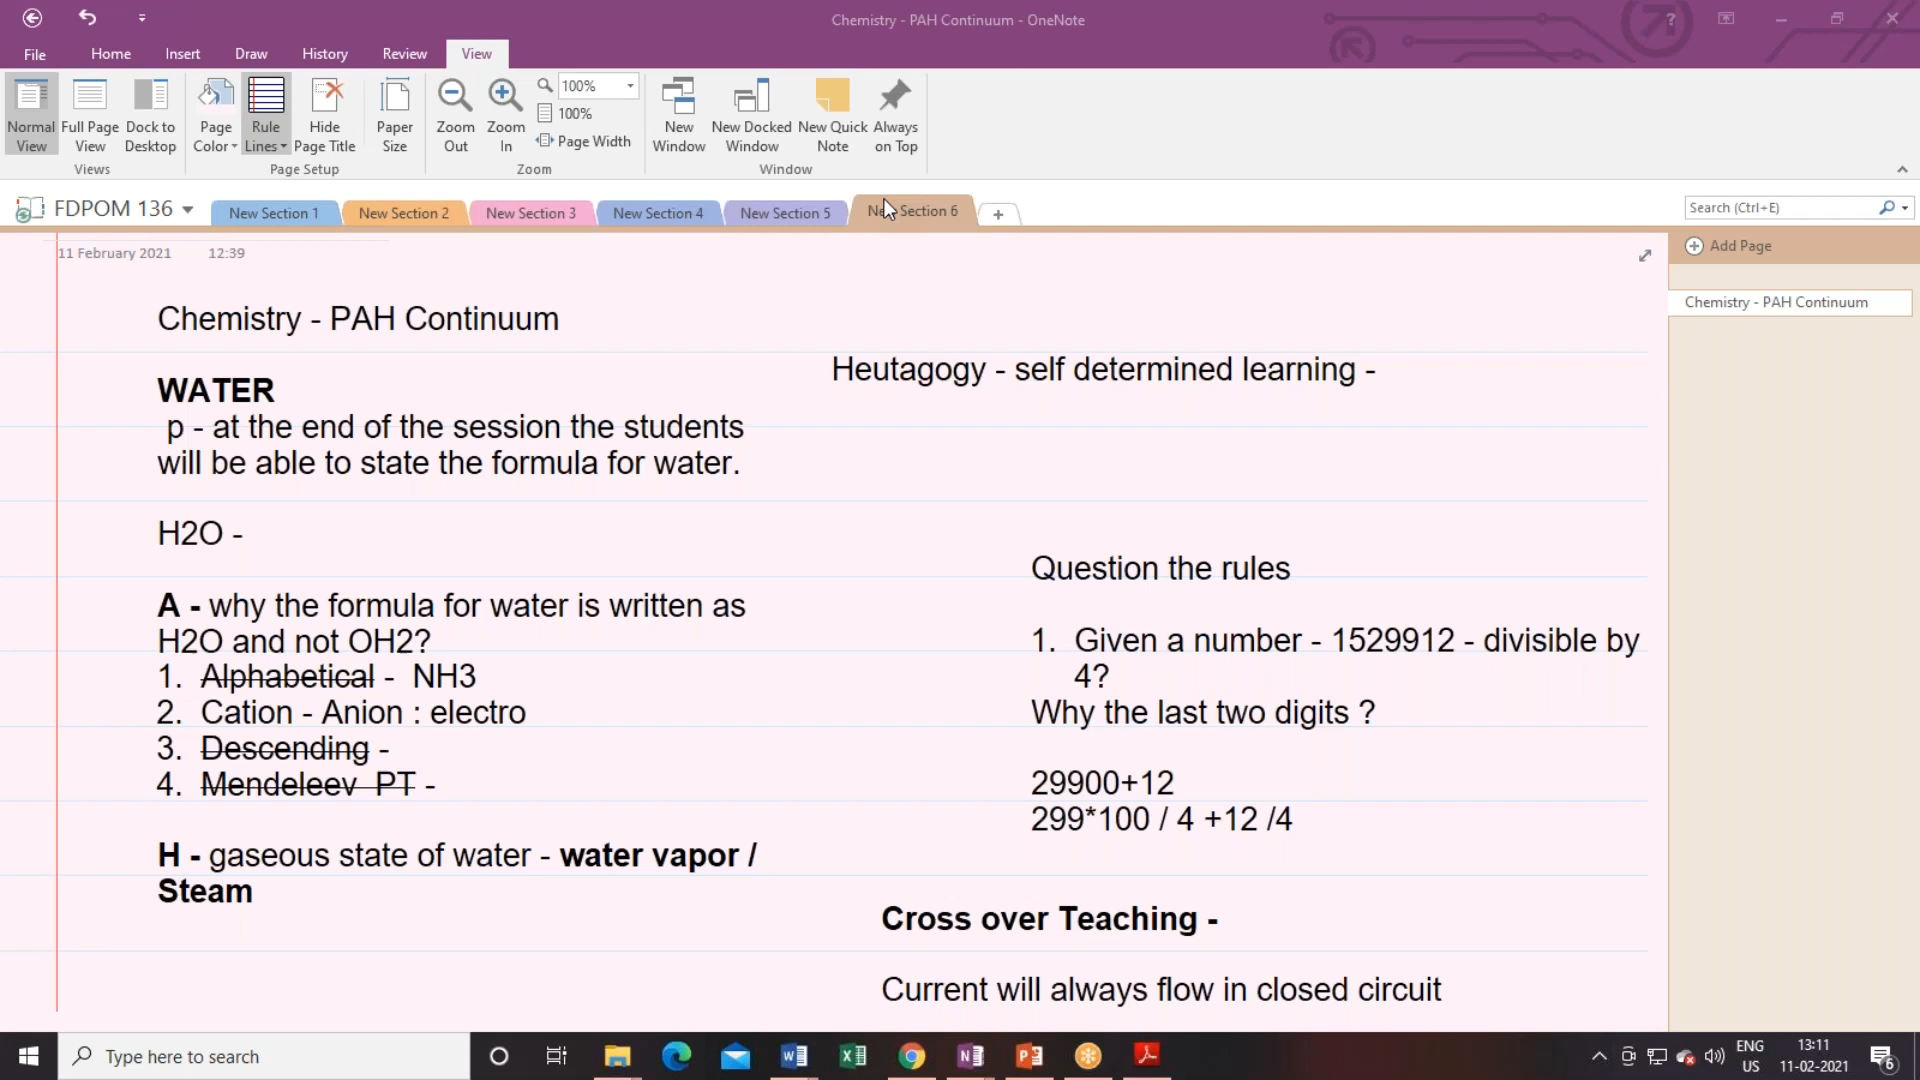 Chemistry - PAH Continuum - OneNote
File Home Insert Draw History Review View
Normal View
Full Page View
Dock to Desktop
Views
Page Color
Rule Lines
Hide Page Title
Paper Size
Page Setup
Zoom Out
Zoom In
100%
100%
Page Width
Zoom
New Window
New Docked Window
New Quick Note
Always on Top
Window
FDPOM 136
New Section 1
New Section 2
New Section 3
New Section 4
New Section 5
Section 6
Search (Ctrl+E)
Add Page
Chemistry - PAH Continuum
11 February 2021 12:39
Chemistry - PAH Continuum
WATER
p - at the end of the session the students
will be able to state the formula for water.
H2O -
A - why the formula for water is written as
H2O and not OH2?
1. Alphabetical - NH3
2. Cation - Anion : electro
3. Descending -
4. Mendeleev PT -
H - gaseous state of water - water vapor /
Steam
Heutagogy - self determined learning -
Question the rules
1. Given a number - 1529912 - divisible by
4?
Why the last two digits ?
29900+12
299*100 / 4 +12 /4
Cross over Teaching -
Current will always flow in closed circuit
Type here to search
ENG
US
13:11
11-02-2021
6